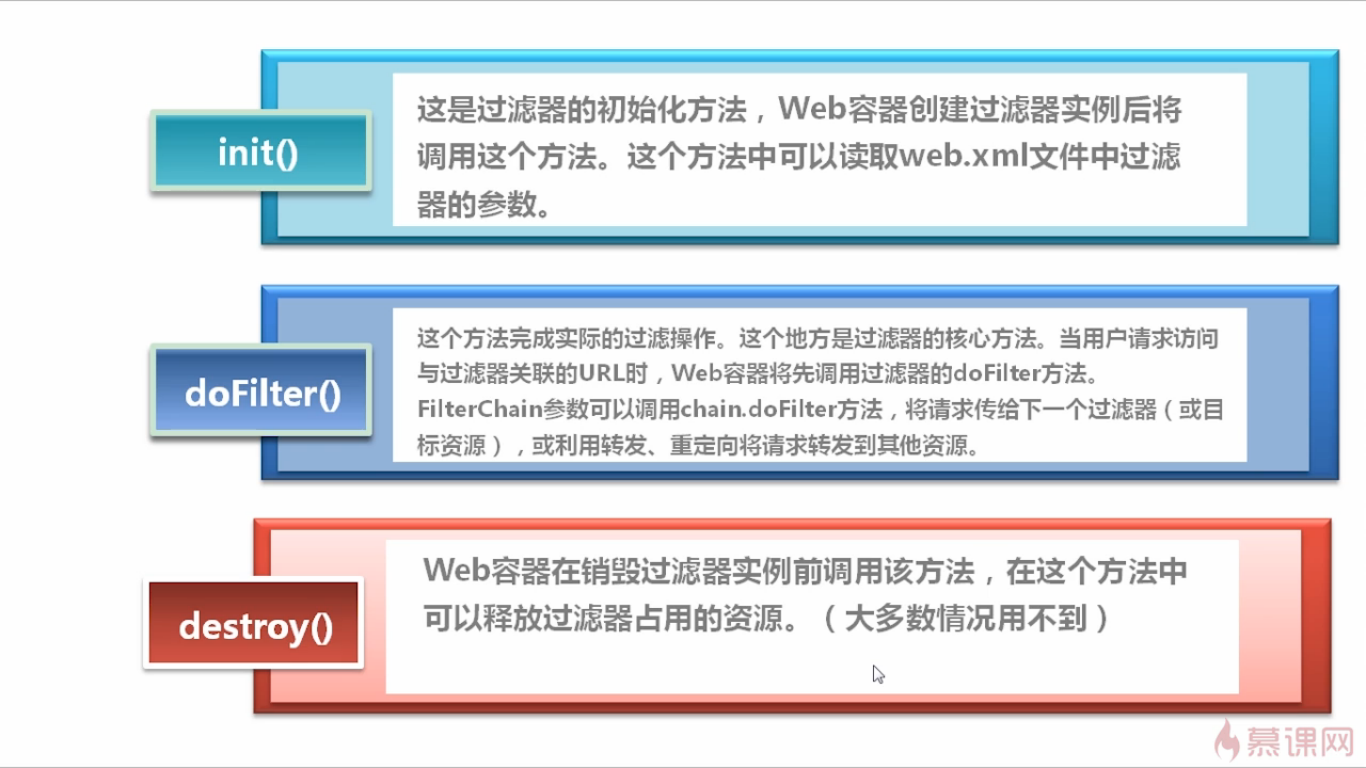 init()
这是过滤器的初始化方法，Web容器创建过滤器实例后将
调用这个方法。这个方法中可以读取web.xml文件中过滤
器的参数。
doFilter()
这个方法完成实际的过滤操作。这个地方是过滤器的核心方法。当用户请求访问
与过滤器关联的URL时，Web容器将先调用过滤器的doFilter方法。
FilterChain参数可以调用chain.doFilter方法，将请求传给下一个过滤器（或目
标资源），或利用转发、重定向将请求转发到其他资源。
destroy()
Web容器在销毁过滤器实例前调用该方法，在这个方法中
可以释放过滤器占用的资源。（大多数情况用不到）
慕课网